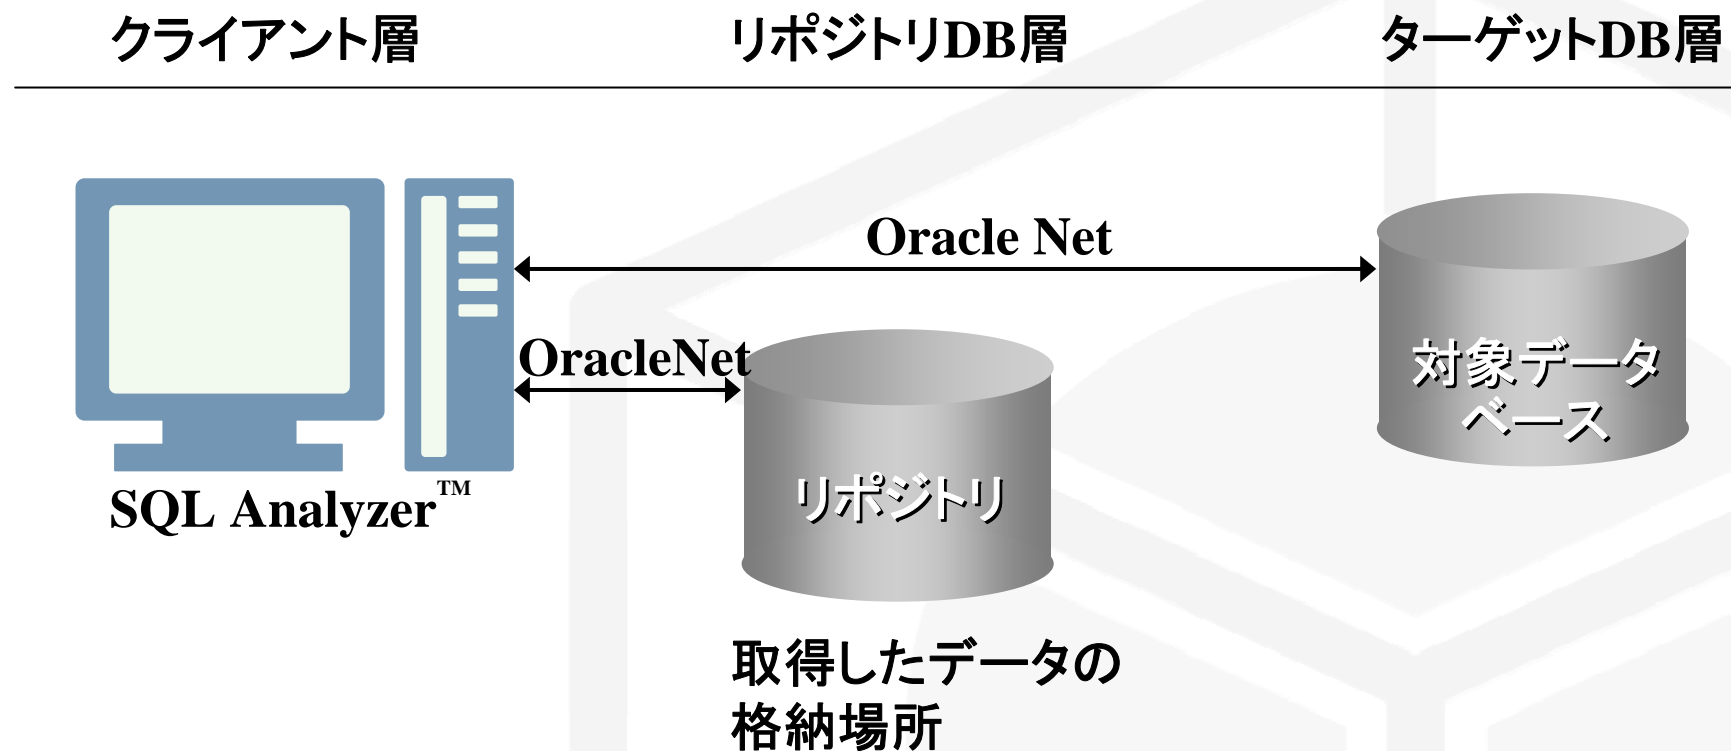 クライアント層
リポジトリDB層
ターゲットDB層
Oracle Net
OracleNet
対象データ
ベース
リポジトリ
SQL Analyzer™
取得したデータの
格納場所